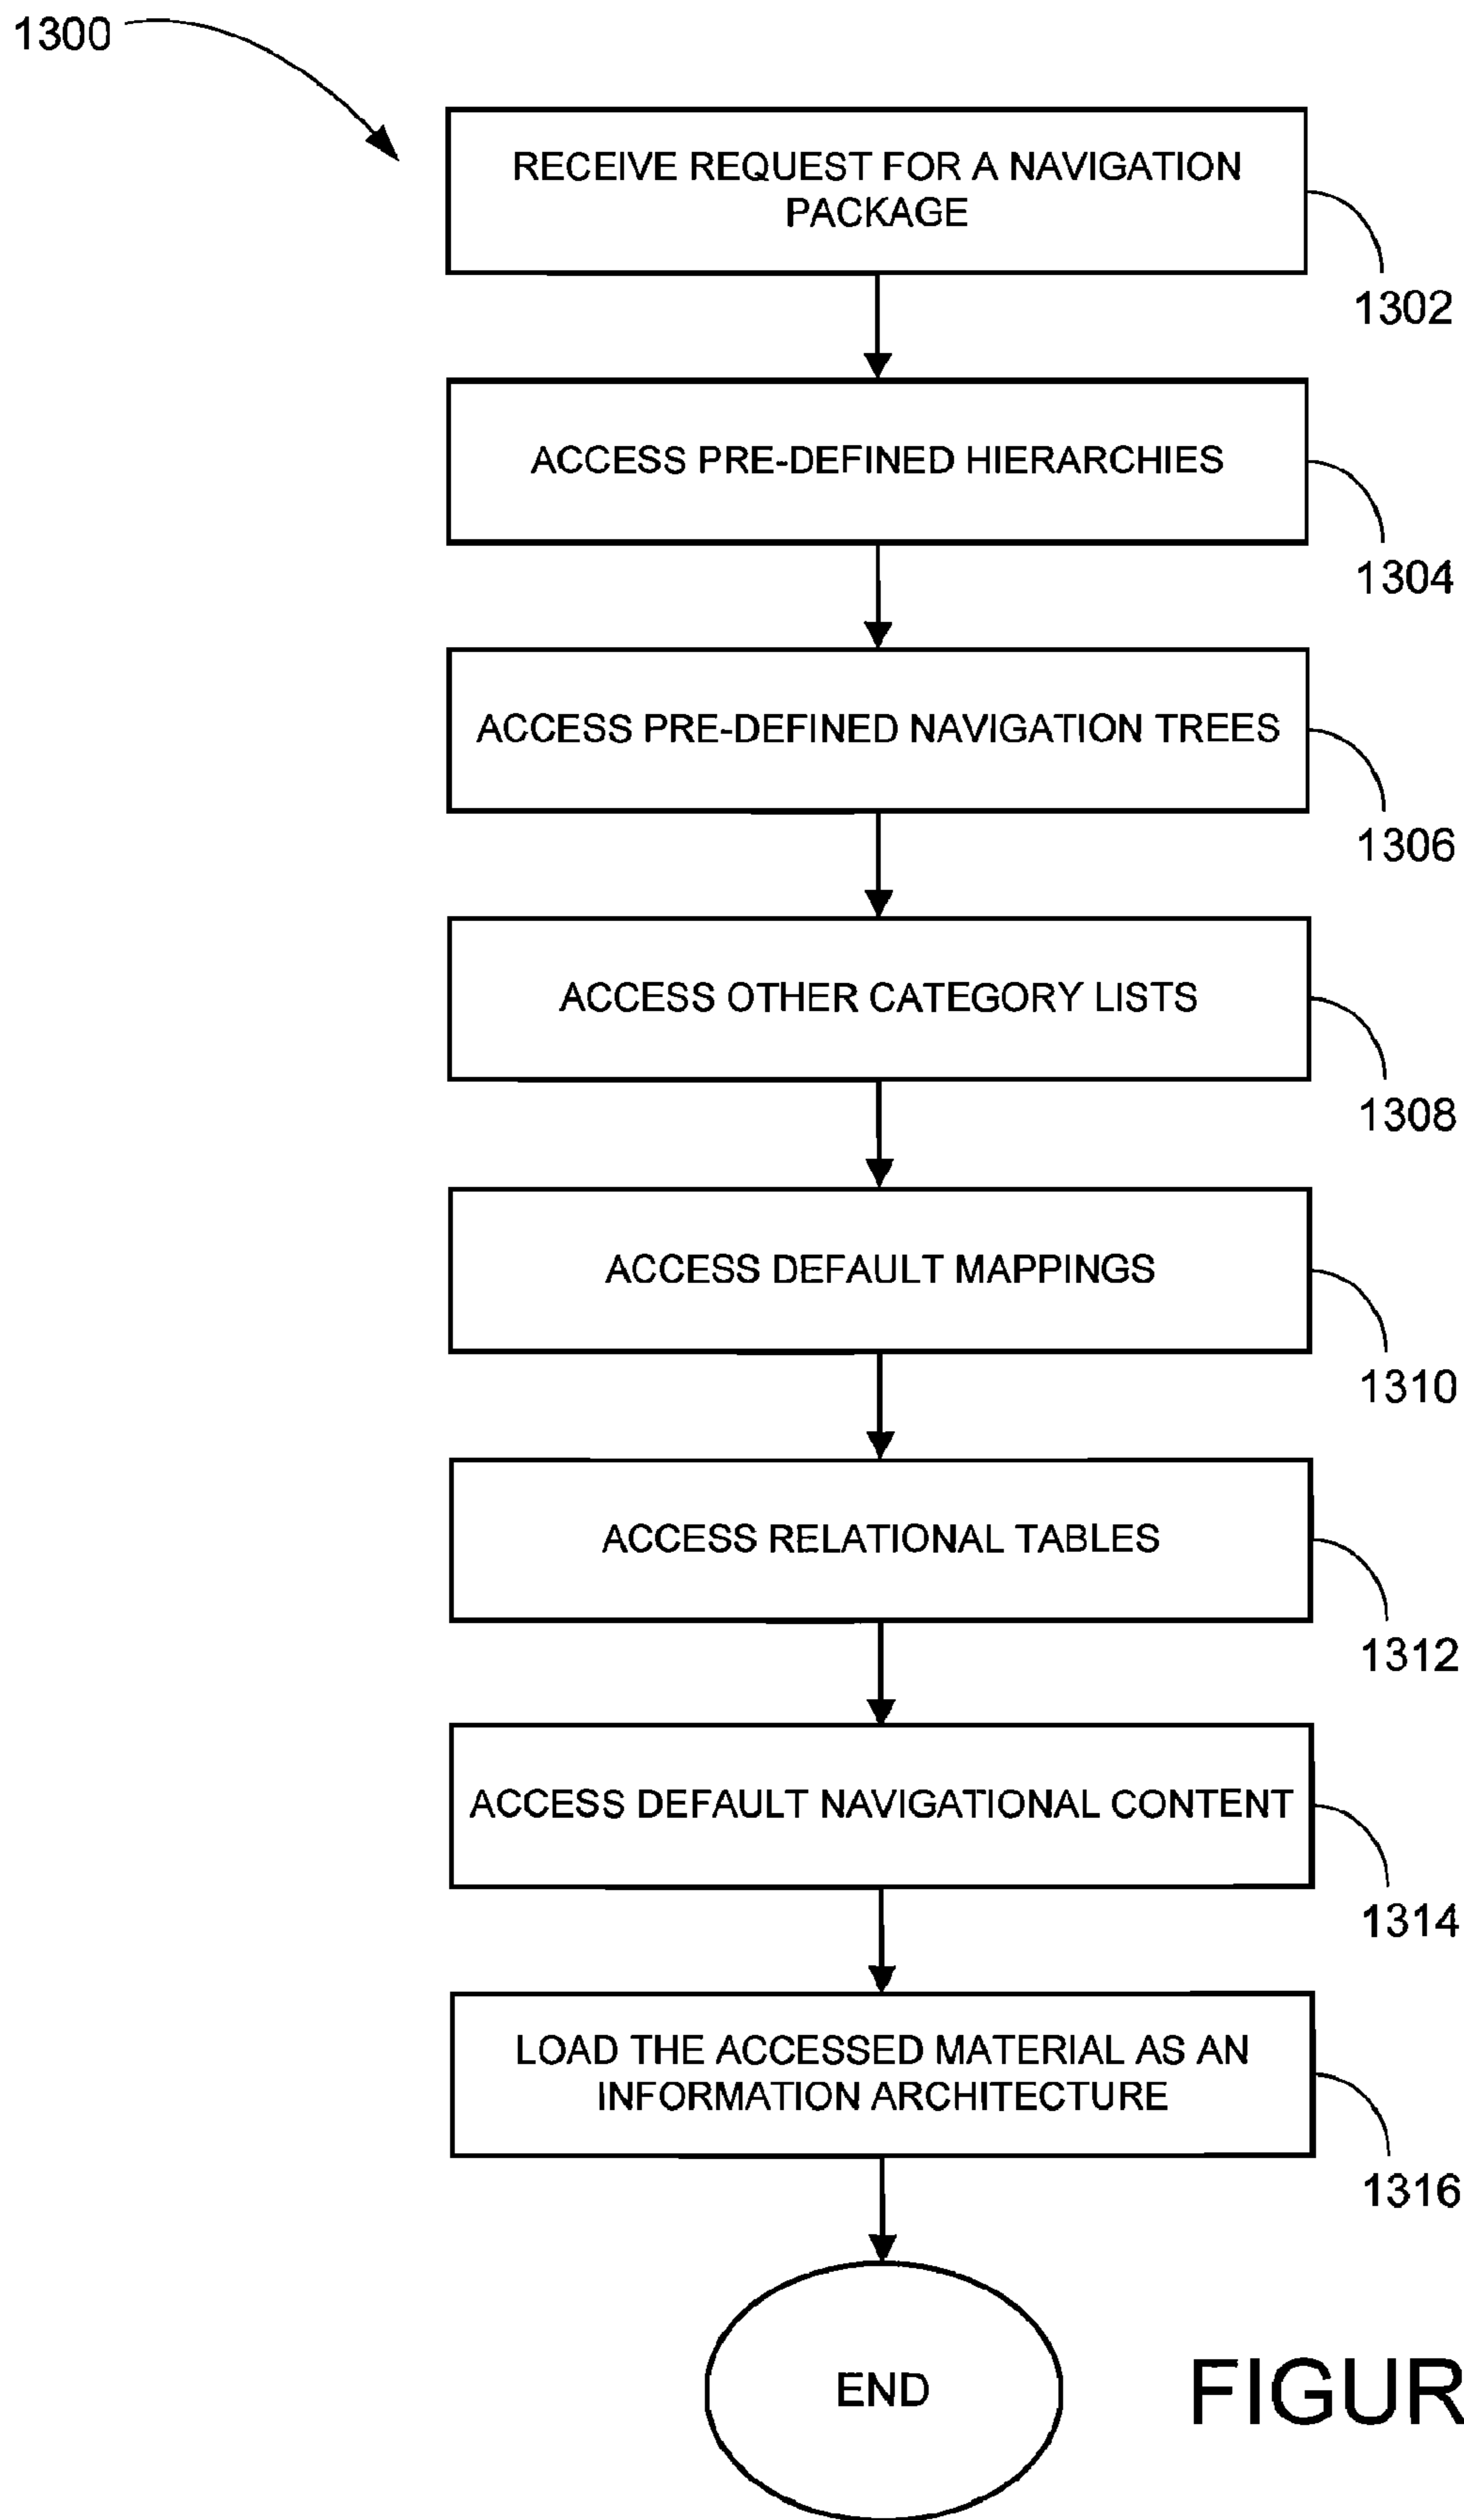 1300
RECEIVE REQUEST FOR A NAVIGATION
PACKAGE
1302
ACCESS PRE-DEFINED HIERARCHIES
1304
ACCESS PRE-DEFINED NAVIGATION TREES
1306
ACCESS OTHER CATEGORY LISTS
1308
ACCESS DEFAULT MAPPINGS
1310
ACCESS RELATIONAL TABLES
1312
ACCESS DEFAULT NAVIGATIONAL CONTENT
1314
LOAD THE ACCESSED MATERIAL AS AN
INFORMATION ARCHITECTURE
1316
END
FIGUR